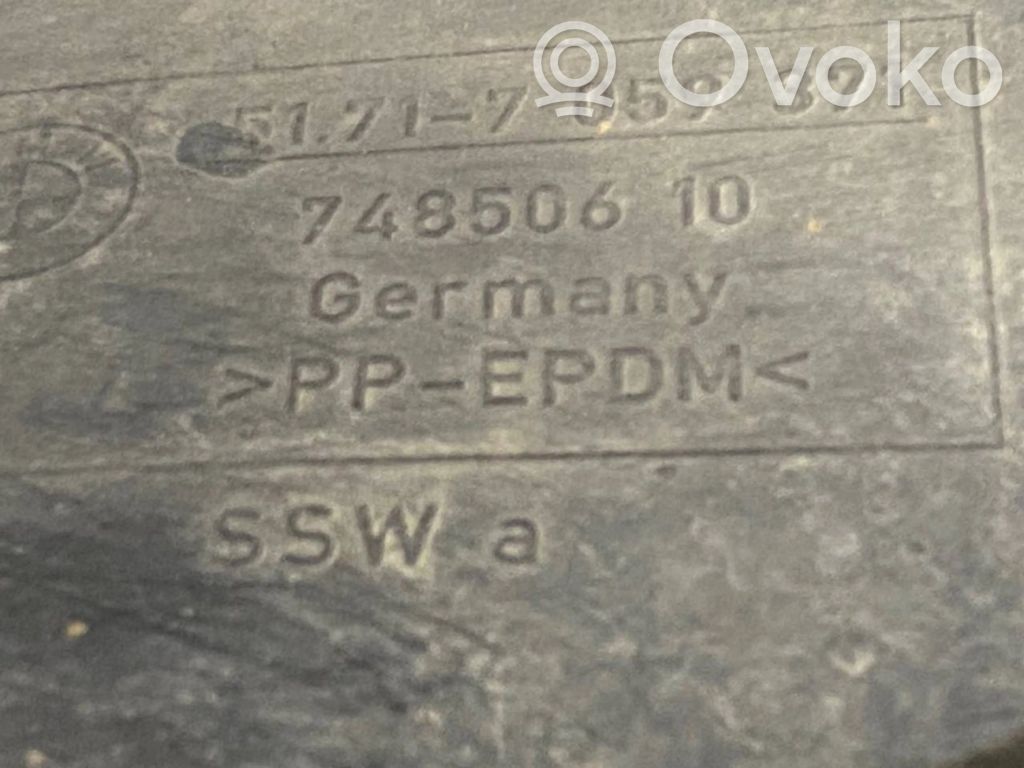 Ovoko
51.71-7
748506 10
Germany
>PP-EPDM<
SSW a